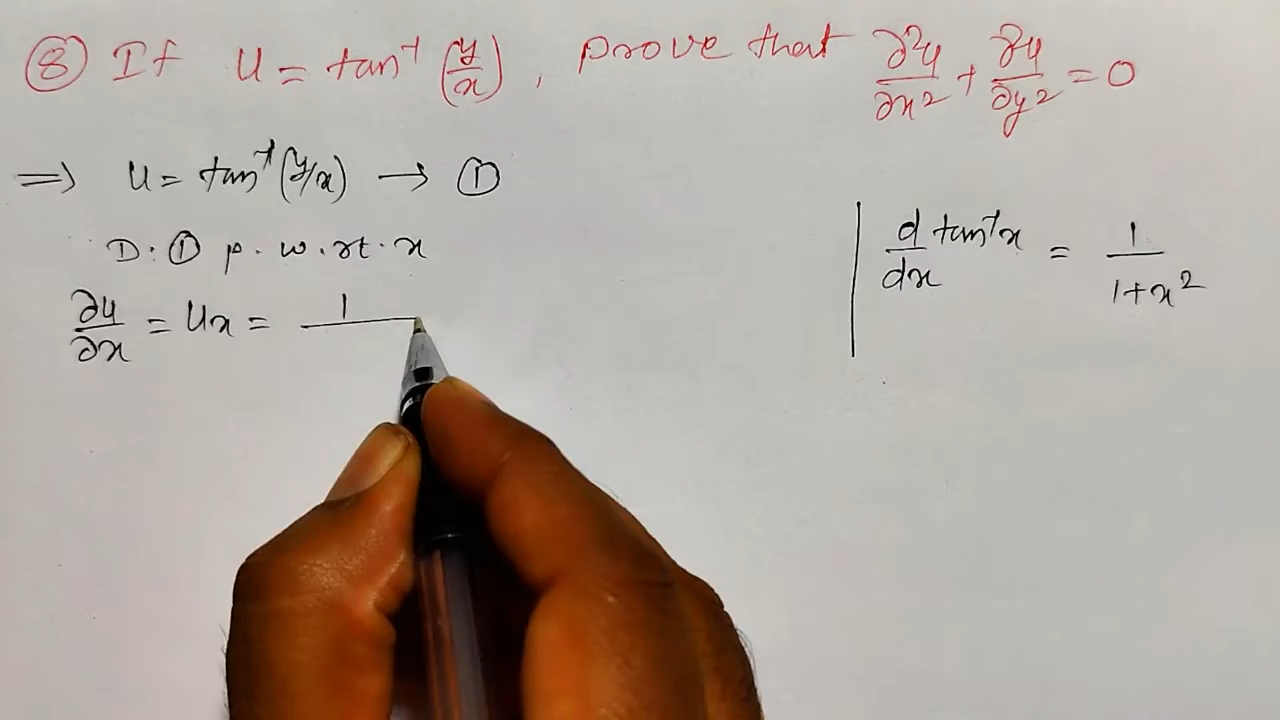 ⑧ If u = tan⁻¹ (y/x), prove that ∂²u/∂x² + ∂²u/∂y² = 0
⇒ u = tan⁻¹(y/x) → ①
D. ① p. w. rt. x
d/dx tan⁻¹x = 1/(1+x²)
∂u/∂x = ux = 1/